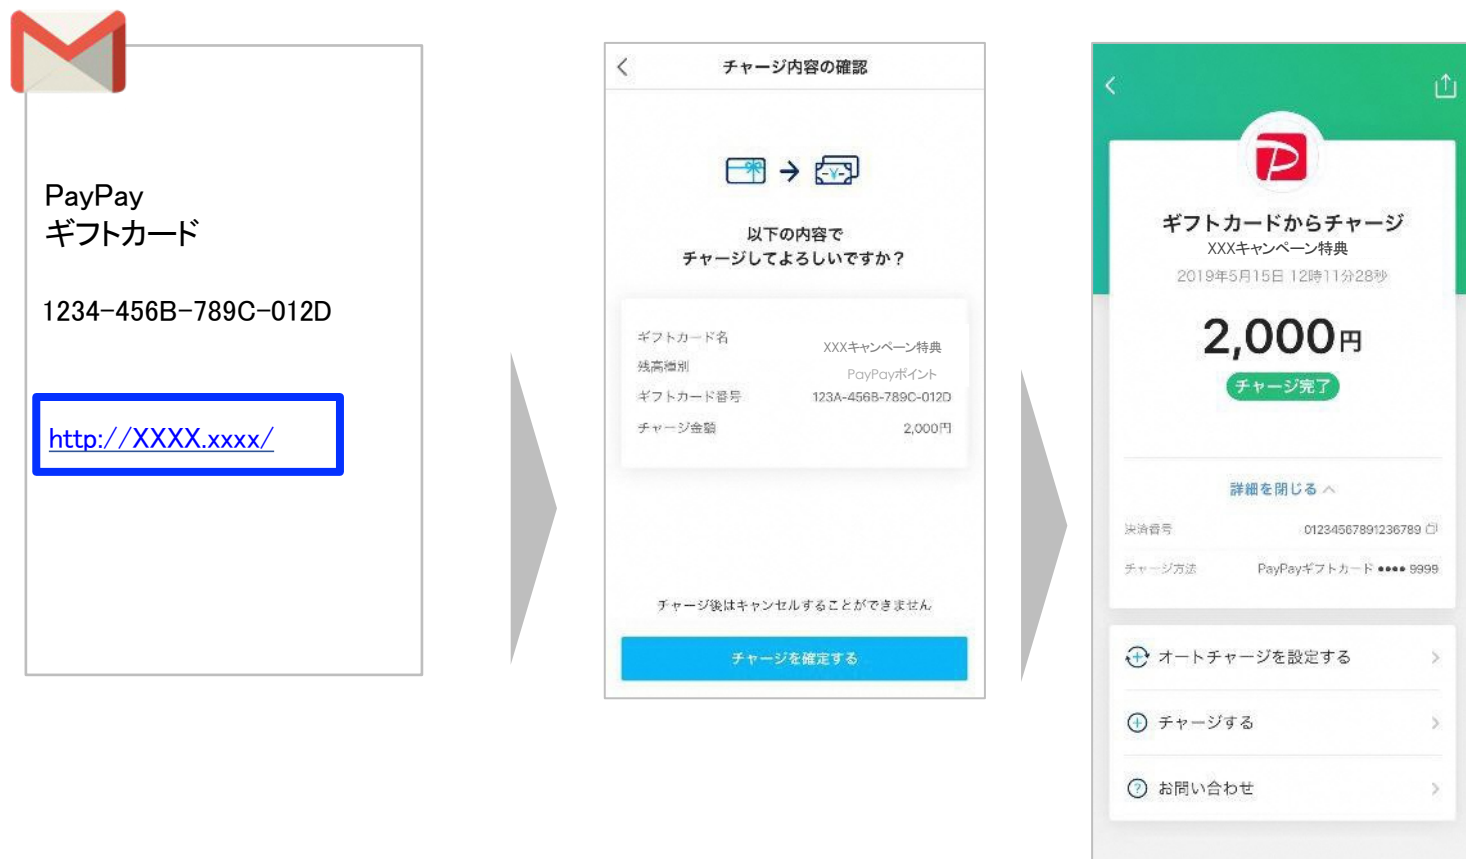 PayPay
ギフトカード
1234-456B-789C-012D
http://XXXX.xxxx/
チャージ内容の確認
以下の内容で
チャージしてよろしいですか？
ギフトカード名 XXXキャンペーン特典
残高種別 PayPayポイント
ギフトカード番号 123A-456B-789C-012D
チャージ金額 2,000円
チャージ後はキャンセルすることができません
チャージを確定する
ギフトカードからチャージ
XXXキャンペーン特典
2019年5月15日 12時11分28秒
2,000円
チャージ完了
詳細を閉じる
決済番号 01234567891236789
チャージ方法 PayPayギフトカード •••• 9999
オートチャージを設定する
チャージする
お問い合わせ